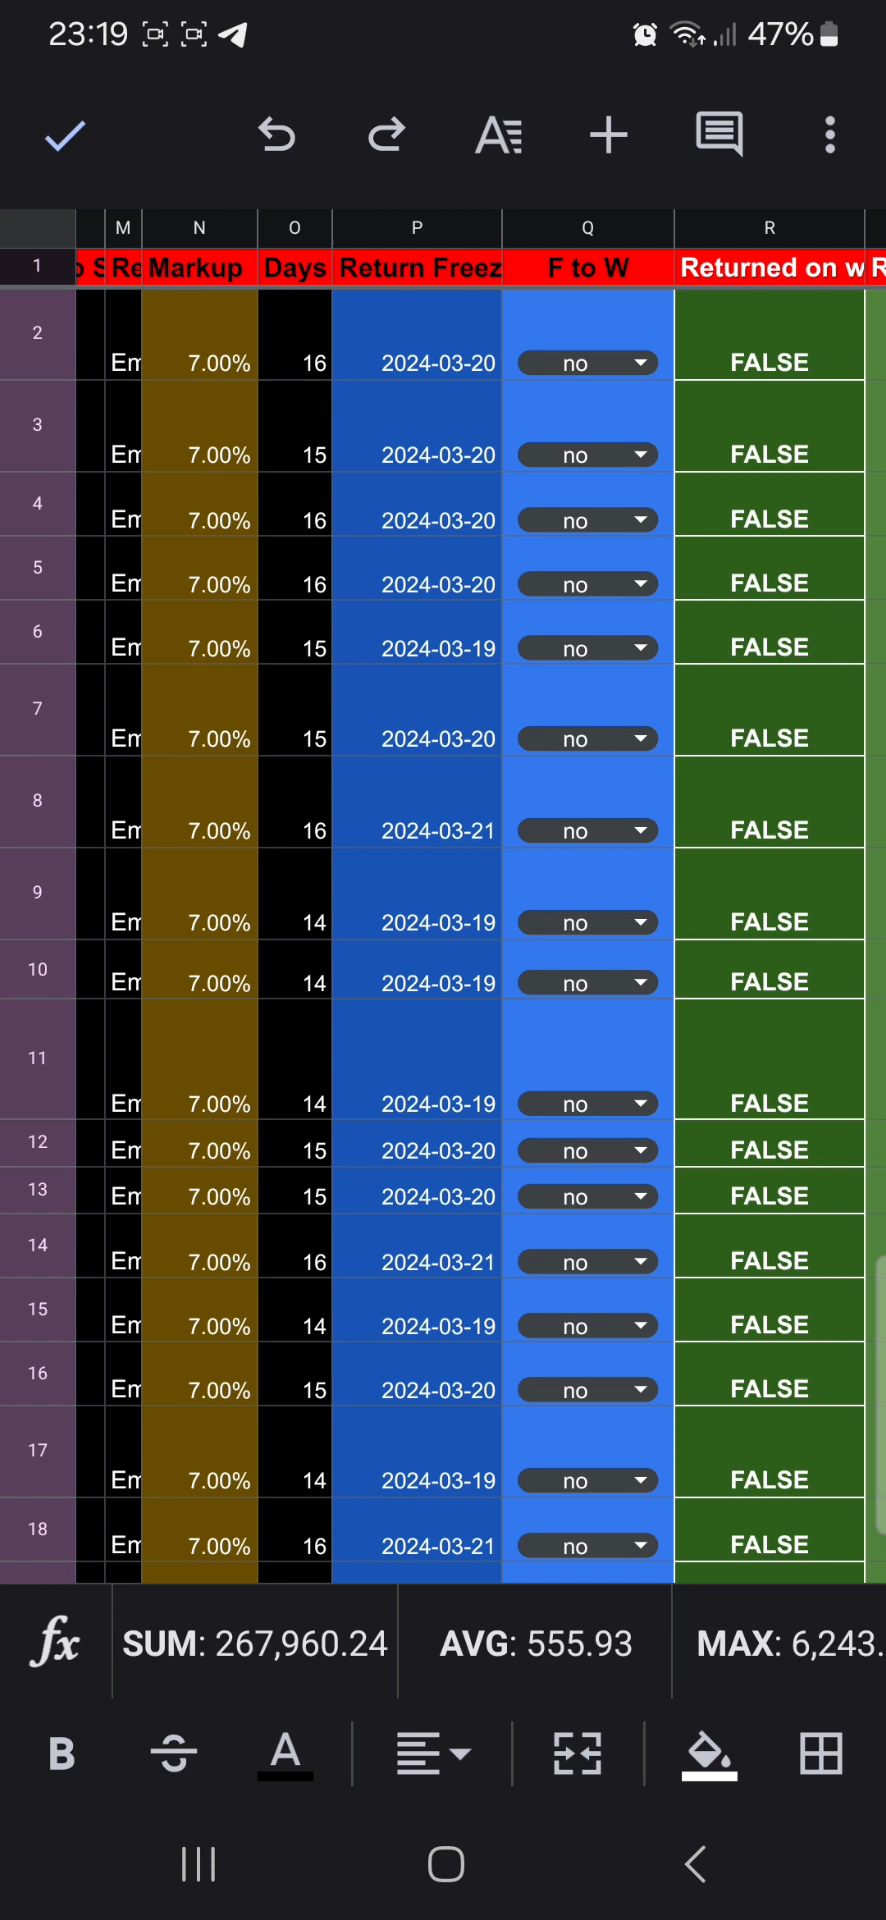 23:19 47%
M N O P Q R
1 Re Markup Days Return Freez F to W Returned on w R
2 Em 7.00% 16 2024-03-20 no FALSE
3 Em 7.00% 15 2024-03-20 no FALSE
4 Em 7.00% 16 2024-03-20 no FALSE
5 Em 7.00% 16 2024-03-20 no FALSE
6 Em 7.00% 15 2024-03-19 no FALSE
7 Em 7.00% 15 2024-03-20 no FALSE
8 Em 7.00% 16 2024-03-21 no FALSE
9 Em 7.00% 14 2024-03-19 no FALSE
10 Em 7.00% 14 2024-03-19 no FALSE
11 Em 7.00% 14 2024-03-19 no FALSE
12 Em 7.00% 15 2024-03-20 no FALSE
13 Em 7.00% 15 2024-03-20 no FALSE
14 Em 7.00% 16 2024-03-21 no FALSE
15 Em 7.00% 14 2024-03-19 no FALSE
16 Em 7.00% 15 2024-03-20 no FALSE
17 Em 7.00% 14 2024-03-19 no FALSE
18 Em 7.00% 16 2024-03-21 no FALSE
fx SUM: 267,960.24 AVG: 555.93 MAX: 6,243.
B S A